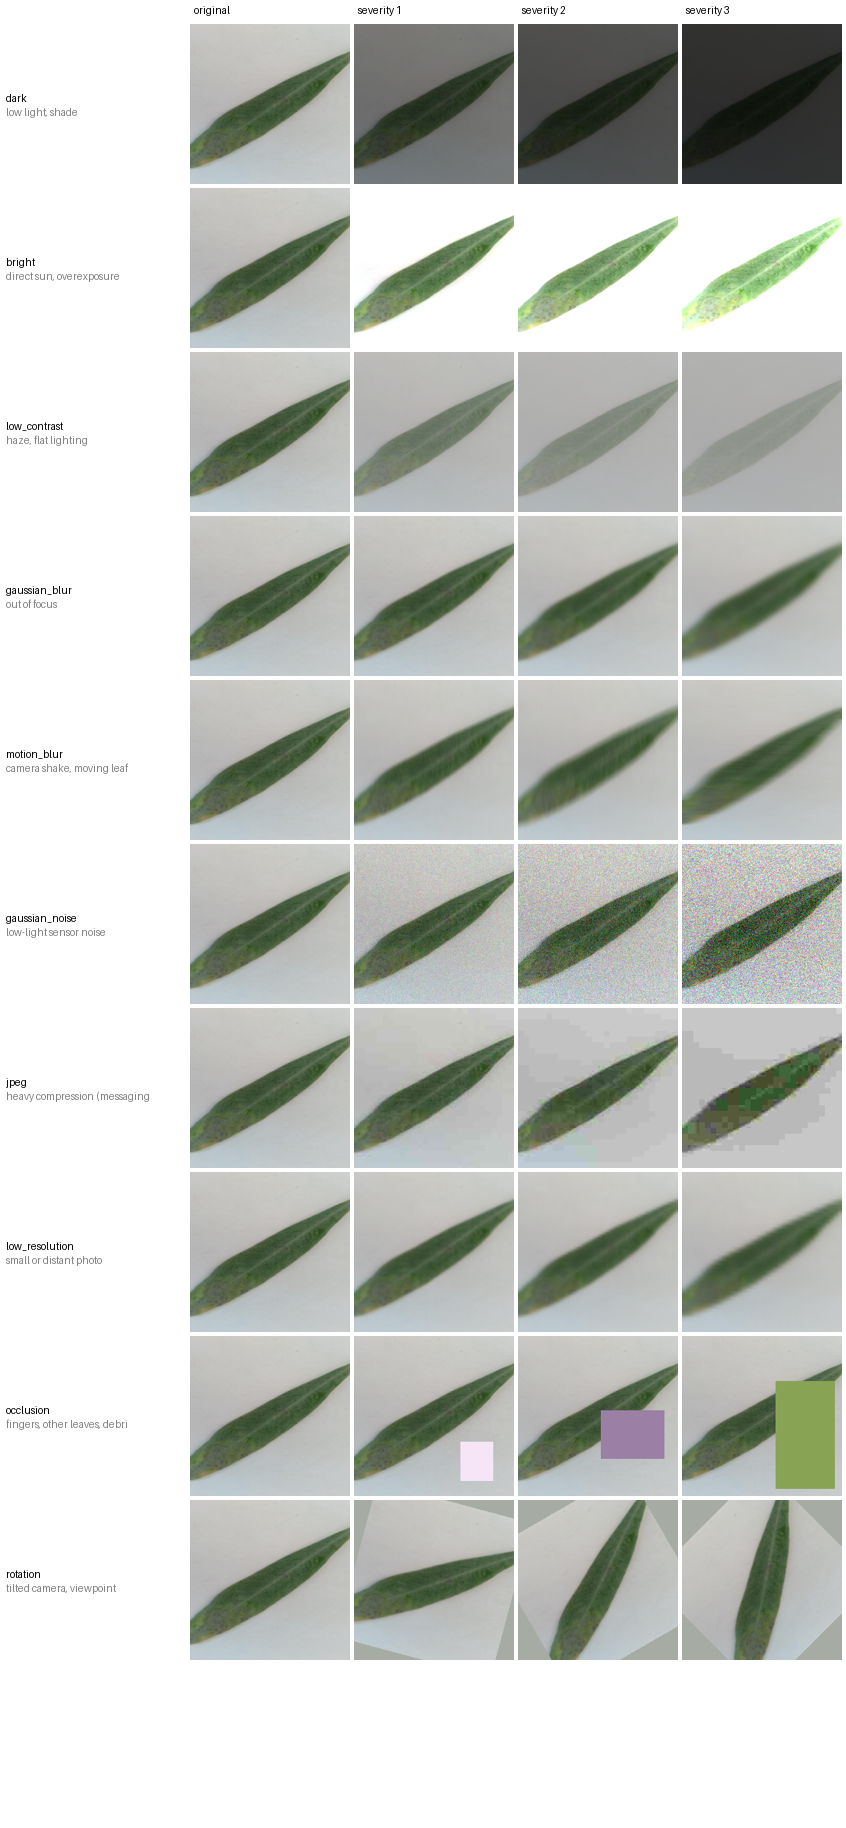 original severity 1 severity 2 severity 3
dark
low light, shade
bright
direct sun, overexposure
low_contrast
haze, flat lighting
gaussian_blur
out of focus
motion_blur
camera shake, moving leaf
gaussian_noise
low-light sensor noise
jpeg
heavy compression (messaging
low_resolution
small or distant photo
occlusion
fingers, other leaves, debri
rotation
tilted camera, viewpoint